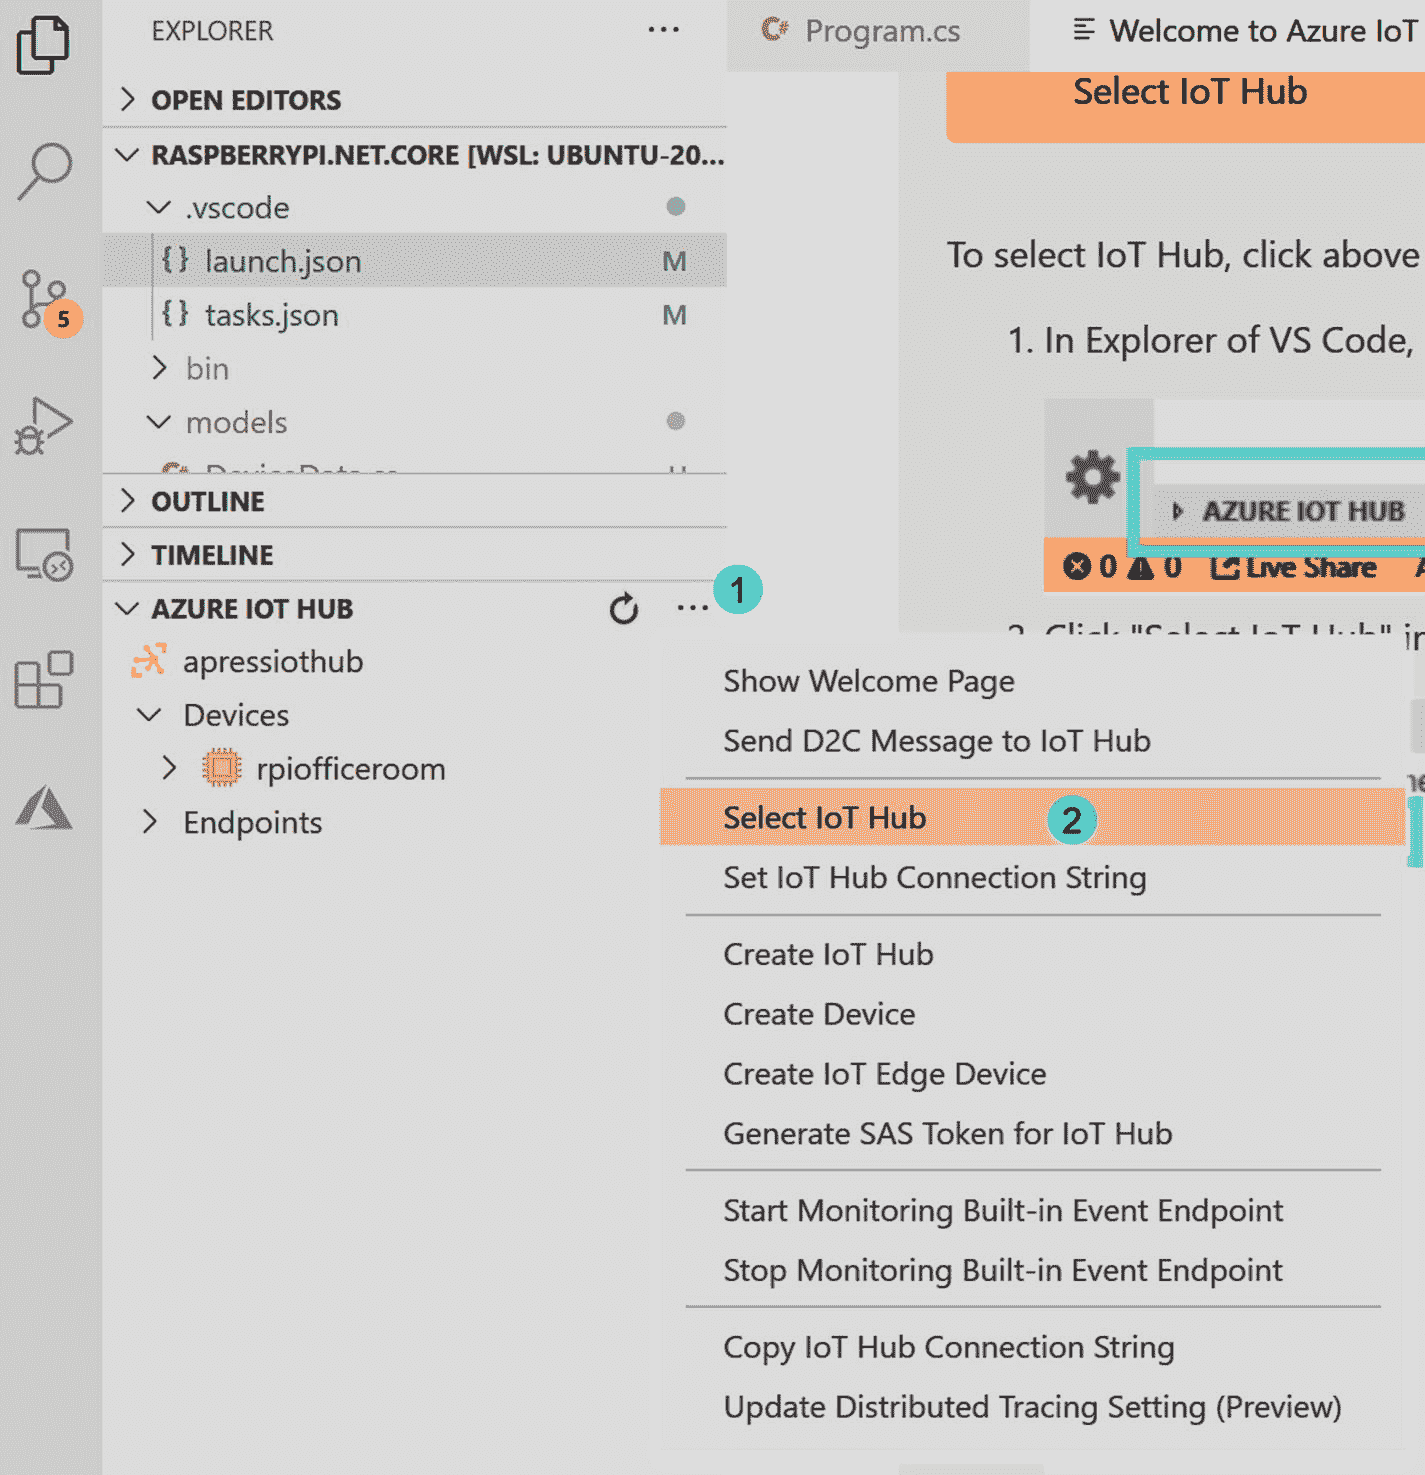 EXPLORER
OPEN EDITORS
RASPBERRYPI.NET.CORE [WSL: UBUNTU-20...
.vscode
{} launch.json M
{} tasks.json M
bin
models
OUTLINE
TIMELINE
AZURE IOT HUB
apressiothub
Devices
rpiofficeroom
Endpoints
5
1
Show Welcome Page
Send D2C Message to IoT Hub
Select IoT Hub 2
Set IoT Hub Connection String
Create IoT Hub
Create Device
Create IoT Edge Device
Generate SAS Token for IoT Hub
Start Monitoring Built-in Event Endpoint
Stop Monitoring Built-in Event Endpoint
Copy IoT Hub Connection String
Update Distributed Tracing Setting (Preview)
C# Program.cs
Welcome to Azure IoT
Select IoT Hub
To select IoT Hub, click above
1. In Explorer of VS Code,
AZURE IOT HUB
0 0 Live Share
Click "Select IoT Hub"